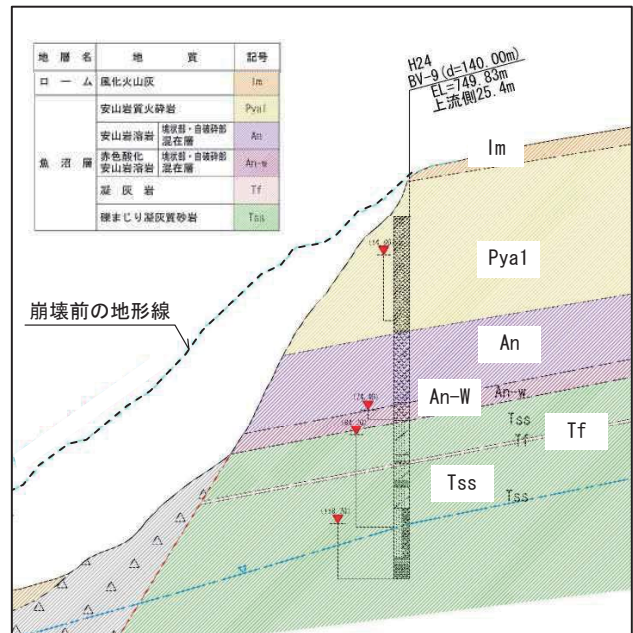 地層名 地質 記号
ローム 風化火山灰 lm
魚沼層
安山岩質火砕岩 Pya1
安山岩溶岩 塊状部・自破砕部混在層 An
赤色酸化安山岩溶岩 塊状部・自破砕部混在層 An-w
凝灰岩 Tf
礫まじり凝灰質砂岩 Tss
H24
BV-9(d=140.00m)
EL=749.83m
上流側25.4m
lm
Pya1
崩壊前の地形線
An
An-W
An-w
Tss
Tf
Tf
Tss
Tss